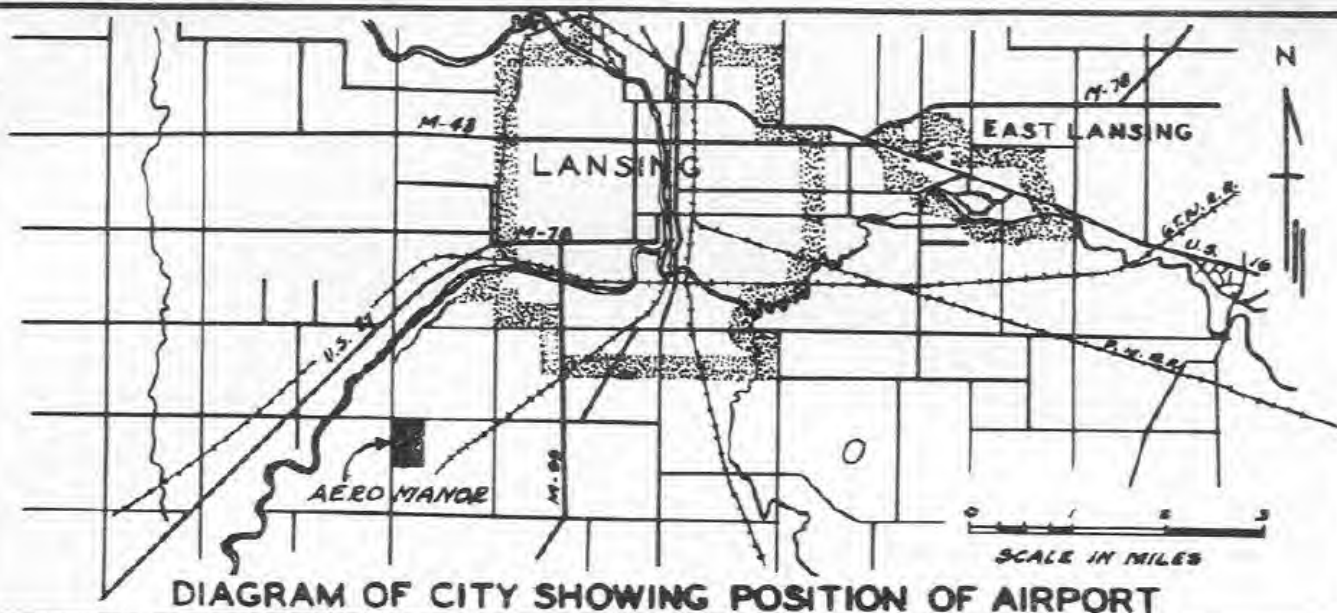 N
M-78
EAST LANSING
M-43
LANSING
G.T.W.R.R.
M-78
U.S. 16
U.S. 27
P.M.R.R.
AERO MANOR
M-99
0 1 2 3
SCALE IN MILES
DIAGRAM OF CITY SHOWING POSITION OF AIRPORT